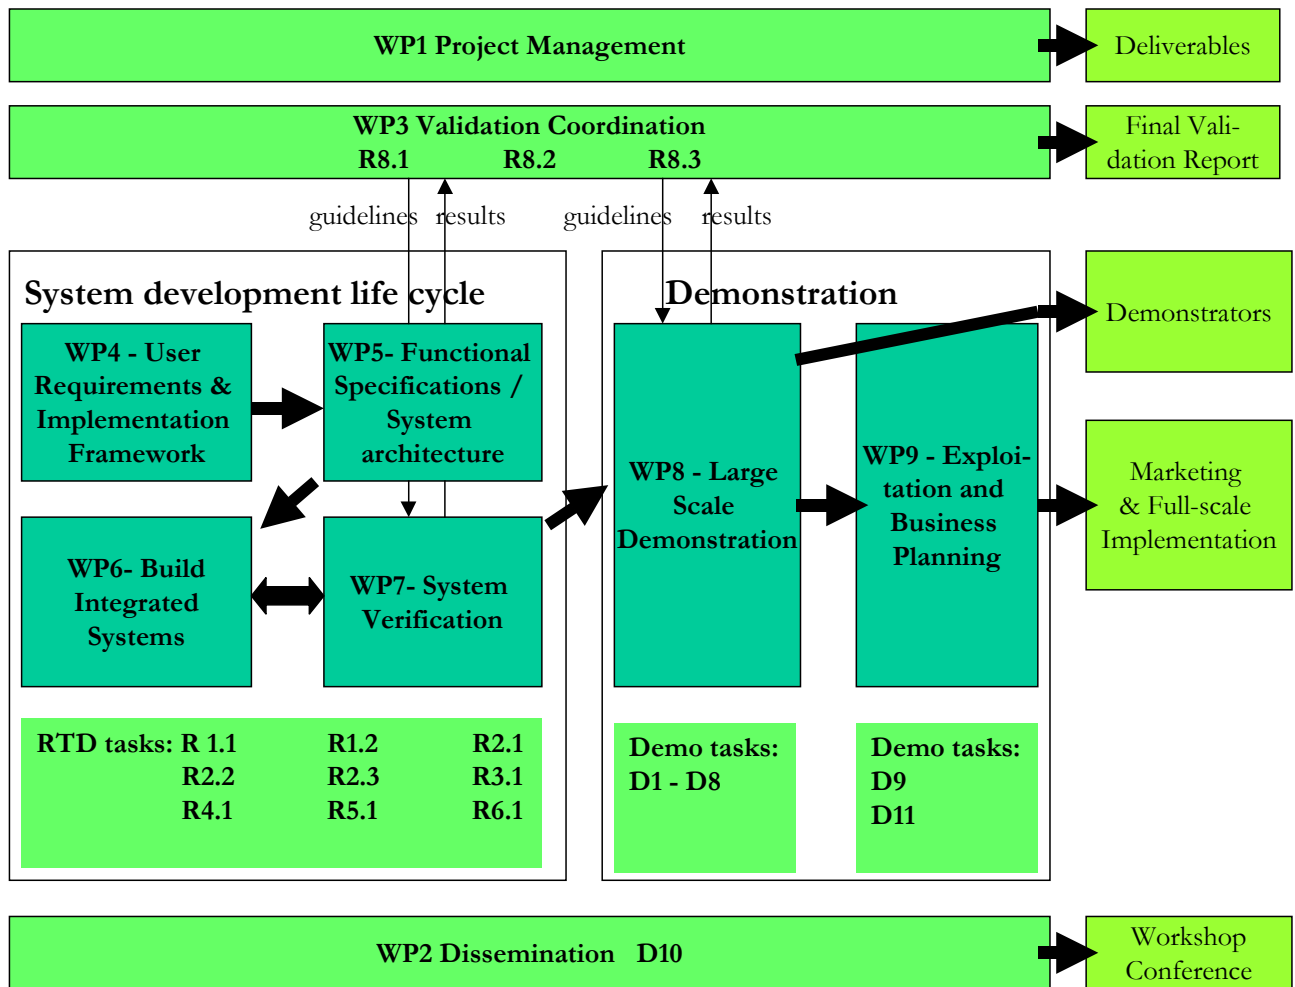 WP1 Project Management
Deliverables
WP3 Validation Coordination
R8.1 R8.2 R8.3
Final Vali-
dation Report
guidelines results
guidelines results
System development life cycle
WP4 - User
Requirements &
Implementation
Framework
WP5- Functional
Specifications /
System
architecture
WP6- Build
Integrated
Systems
WP7- System
Verification
RTD tasks: R 1.1 R1.2 R2.1
R2.2 R2.3 R3.1
R4.1 R5.1 R6.1
Demonstration
WP8 - Large
Scale
Demonstration
WP9 - Exploi-
tation and
Business
Planning
Demo tasks:
D1 - D8
Demo tasks:
D9
D11
Demonstrators
Marketing
& Full-scale
Implementation
WP2 Dissemination D10
Workshop
Conference